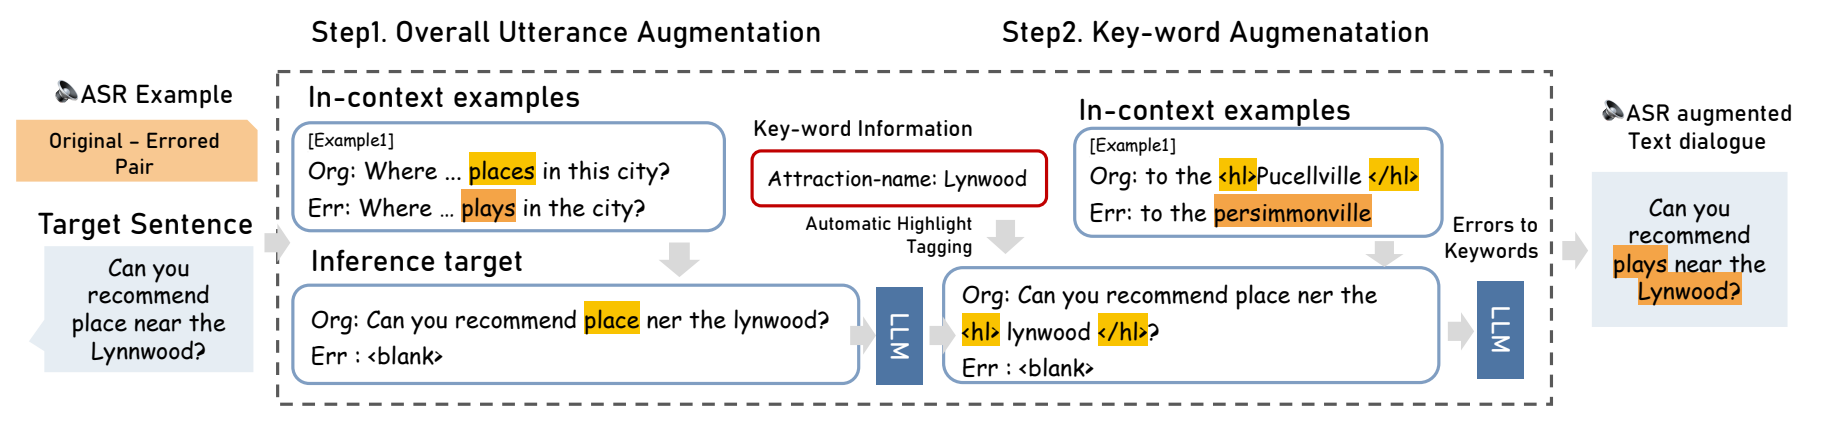 Step1. Overall Utterance Augmentation
Step2. Key-word Augmenatation
ASR Example
Original – Errored
Pair
Target Sentence
Can you
recommend
place near the
Lynnwood?
In-context examples
[Example1]
Org: Where ... places in this city?
Err: Where ... plays in the city?
Inference target
Org: Can you recommend place ner the lynwood?
Err : <blank>
LLM
Key-word Information
Attraction-name: Lynwood
Automatic Highlight
Tagging
In-context examples
[Example1]
Org: to the <hl>Pucellville </hl>
Err: to the persimmonville
Org: Can you recommend place ner the
<hl> lynwood </hl>?
Err : <blank>
Errors to
Keywords
LLM
ASR augmented
Text dialogue
Can you
recommend
plays near the
Lynwood?